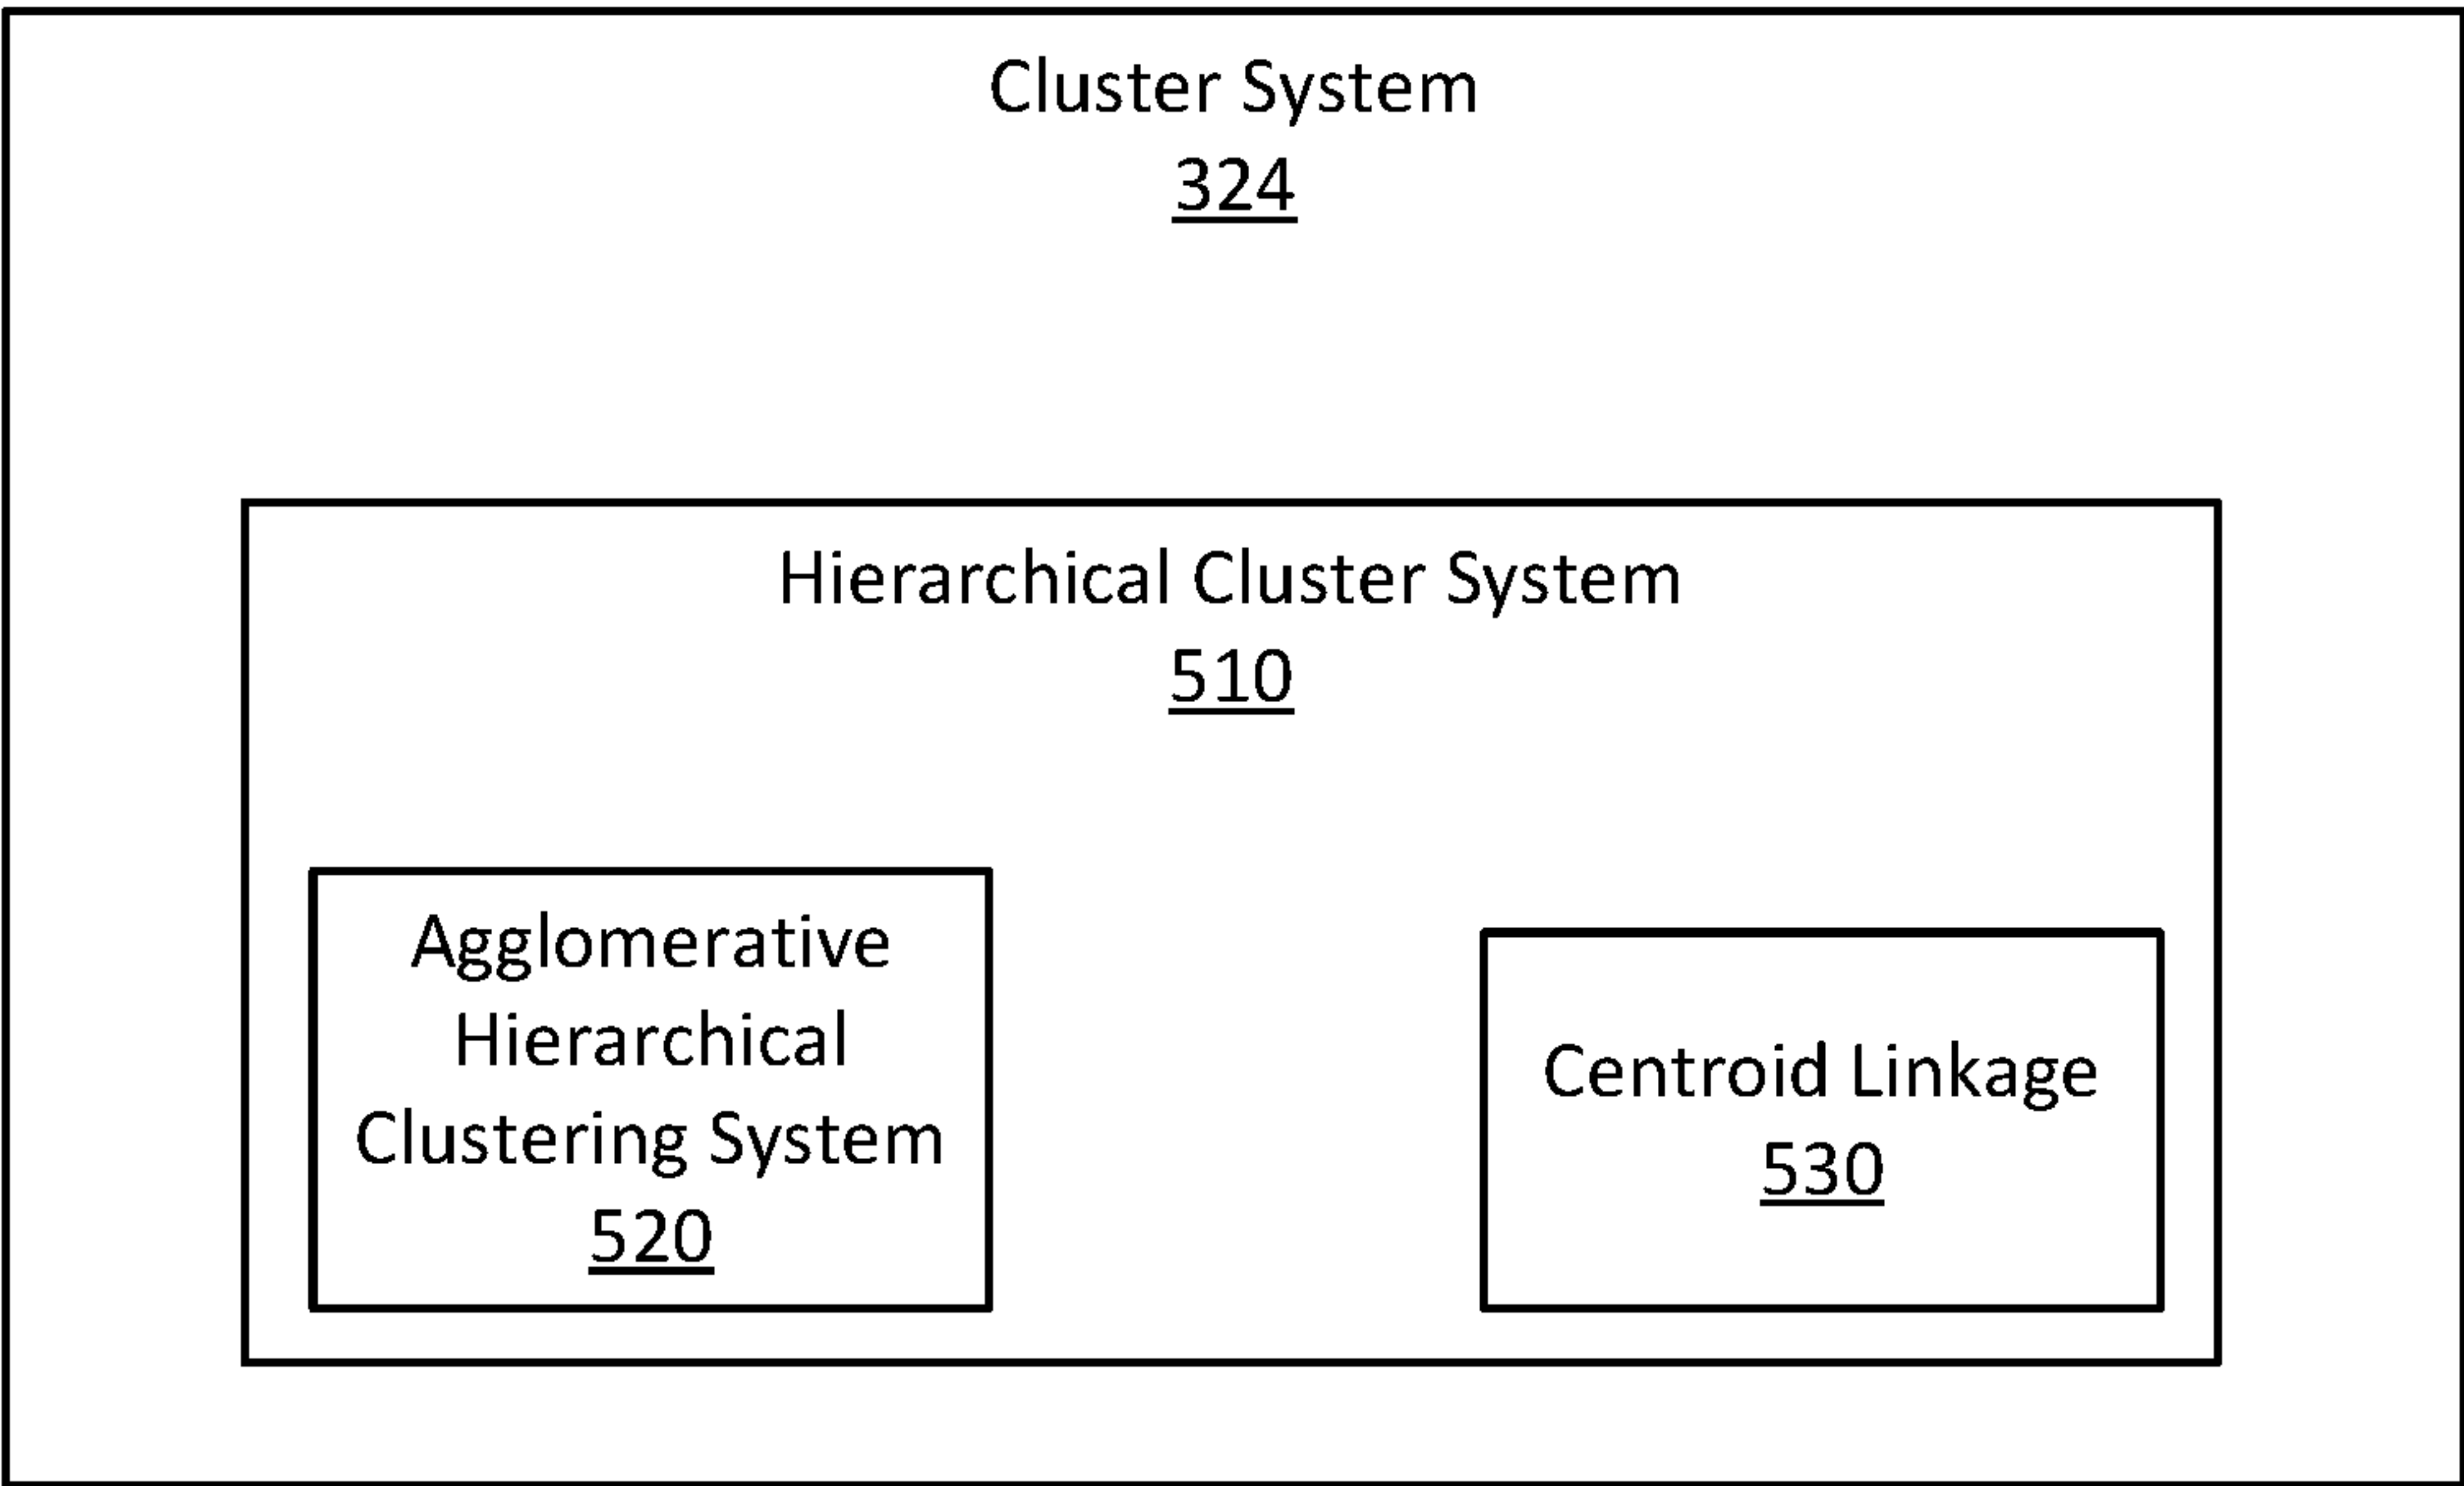 Cluster System
324
Hierarchical Cluster System
510
Agglomerative
Hierarchical
Clustering System
520
Centroid Linkage
530